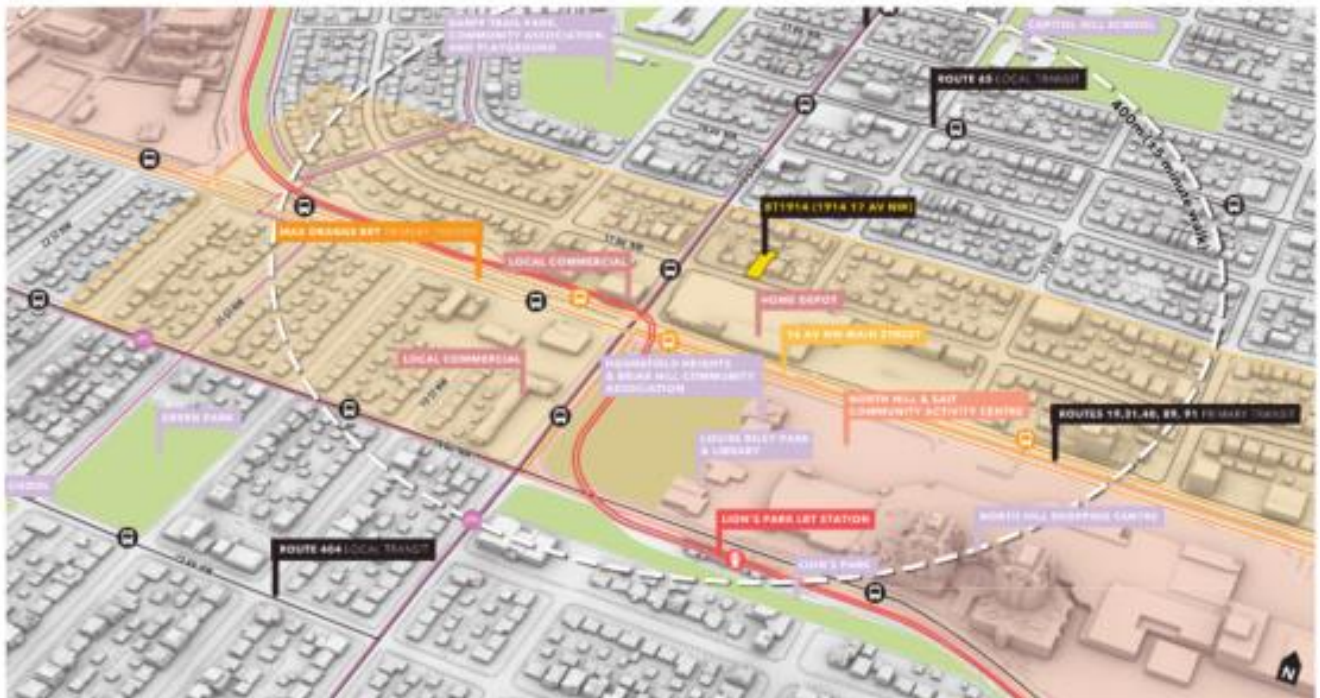 BANFF TRAIL PARK,
COMMUNITY ASSOCIATION,
AND PLAYGROUND
CAPITOL HILL SCHOOL
ROUTE 65 LOCAL TRANSIT
400m (±5 minute walk)
BT1914 (1914 17 AV NW)
MAX ORANGE BRT PRIMARY TRANSIT
LOCAL COMMERCIAL
HOME DEPOT
16 AV NW MAIN STREET
LOCAL COMMERCIAL
HOUNSFIELD HEIGHTS
& BRIAR HILL COMMUNITY
ASSOCIATION
NORTH HILL & SAIT
COMMUNITY ACTIVITY CENTRE
ROUTES 19,31,40, 89, 91 PRIMARY TRANSIT
GREEN PARK
LOUISE RILEY PARK
& LIBRARY
SCHOOL
LION'S PARK LRT STATION
NORTH HILL SHOPPING CENTRE
ROUTE 404 LOCAL TRANSIT
LION'S PARK
N